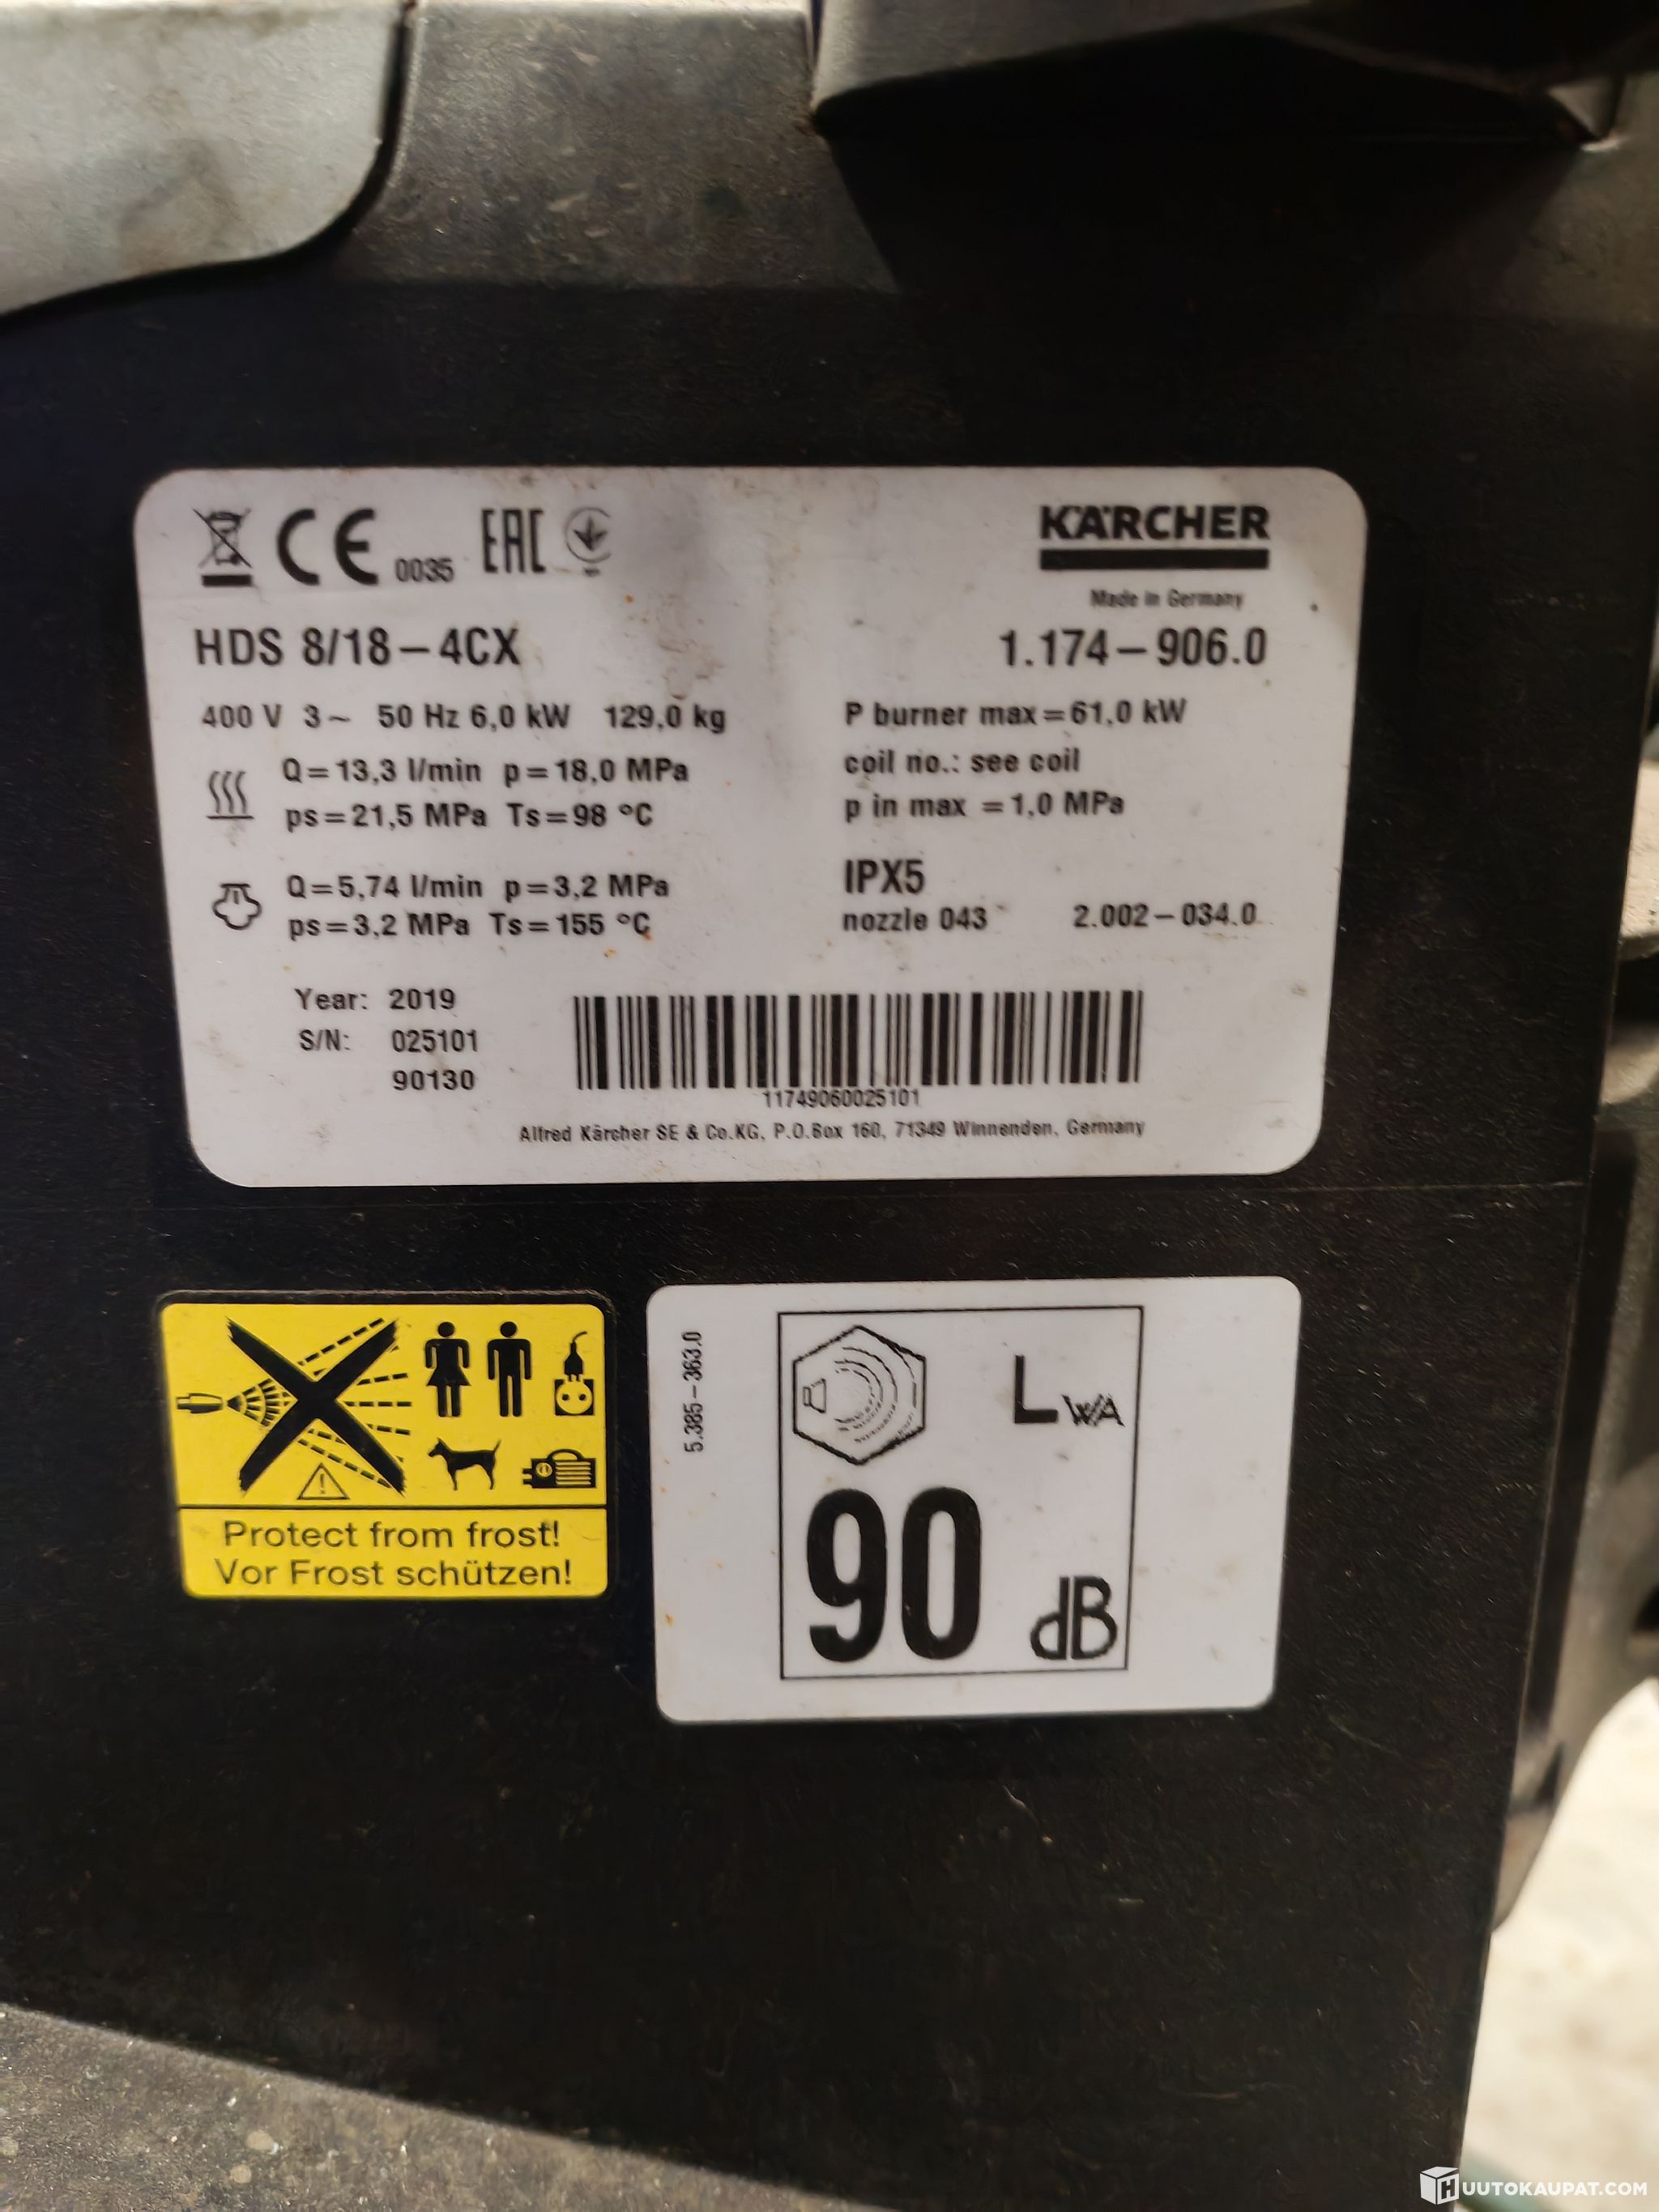 CE 0035 EAC
KÄRCHER
Made in Germany
HDS 8/18-4CX 1.174-906.0
400 V 3~ 50 Hz 6,0 kW 129,0 kg P burner max=61,0 kW
Q=13,3 l/min p=18,0 MPa coil no.: see coil
ps=21,5 MPa Ts=98 °C p in max =1,0 MPa
Q=5,74 l/min p=3,2 MPa IPX5
ps=3,2 MPa Ts=155 °C nozzle 043 2.002-034.0
Year: 2019
S/N: 025101
90130
11749060025101
Alfred Kärcher SE & Co.KG, P.O.Box 160, 71349 Winnenden, Germany
Protect from frost!
Vor Frost schützen!
5.385-363.0
LWA
90 dB
HUUTOKAUPAT.COM